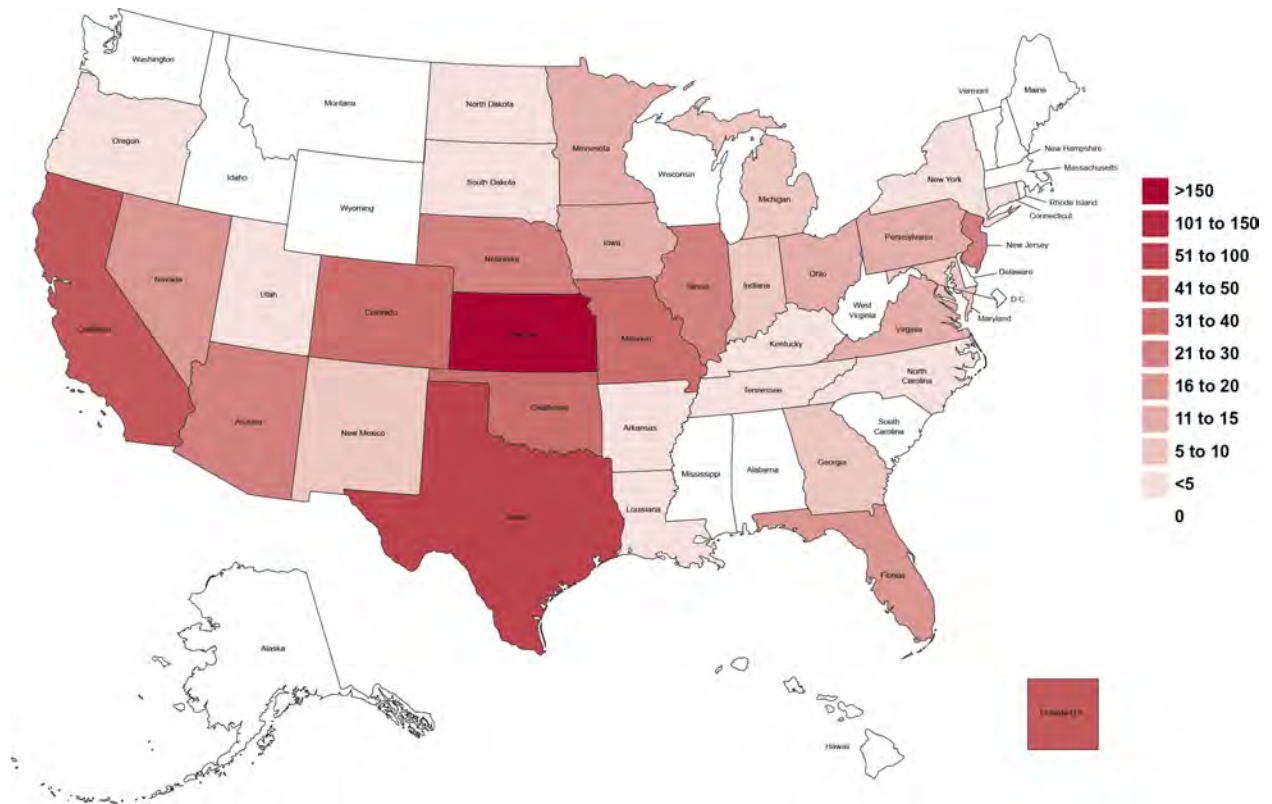 Washington
Montana
North Dakota
Minnesota
Maine
Vermont
New Hampshire
Massachusetts
Oregon
Idaho
South Dakota
Wisconsin
Michigan
New York
Rhode Island
Connecticut
Wyoming
Iowa
Pennsylvania
New Jersey
Nebraska
Nevada
Utah
Colorado
Illinois
Indiana
Ohio
Delaware
D.C.
Maryland
West
Virginia
Virginia
California
Kansas
Missouri
Kentucky
North
Carolina
Tennessee
Arizona
New Mexico
Oklahoma
Arkansas
South
Carolina
Mississippi
Alabama
Georgia
Texas
Louisiana
Florida
Alaska
Hawaii
Outside U.S.
>150
101 to 150
51 to 100
41 to 50
31 to 40
21 to 30
16 to 20
11 to 15
5 to 10
<5
0